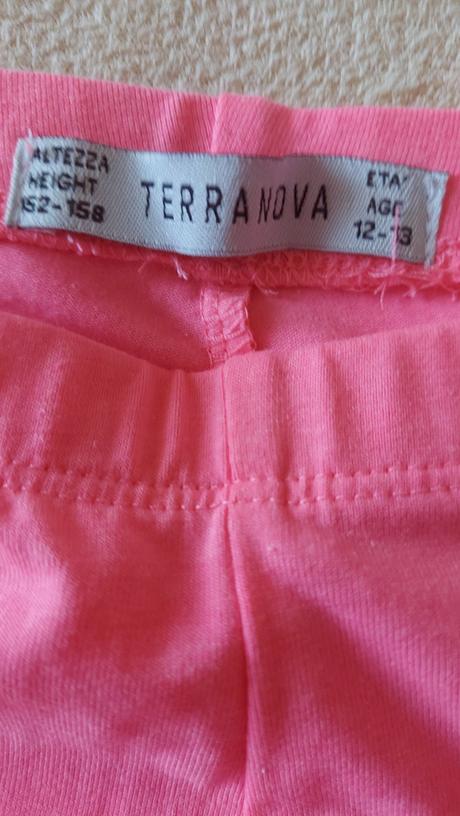 ALTEZZA
HEIGHT
152-158
TERRANOVA
ETA'
AGE
12-13